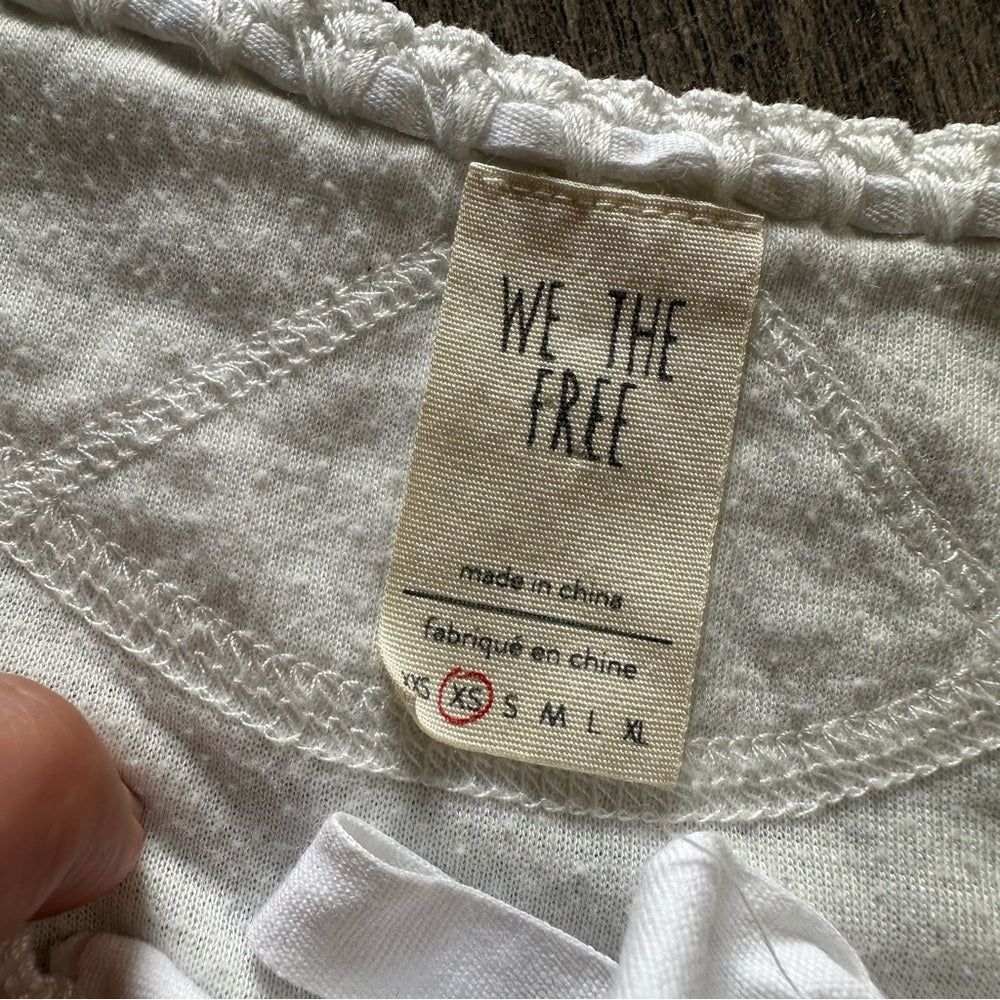 WE THE
FREE
made in china
fabriqué en chine
XXS XS S M L XL